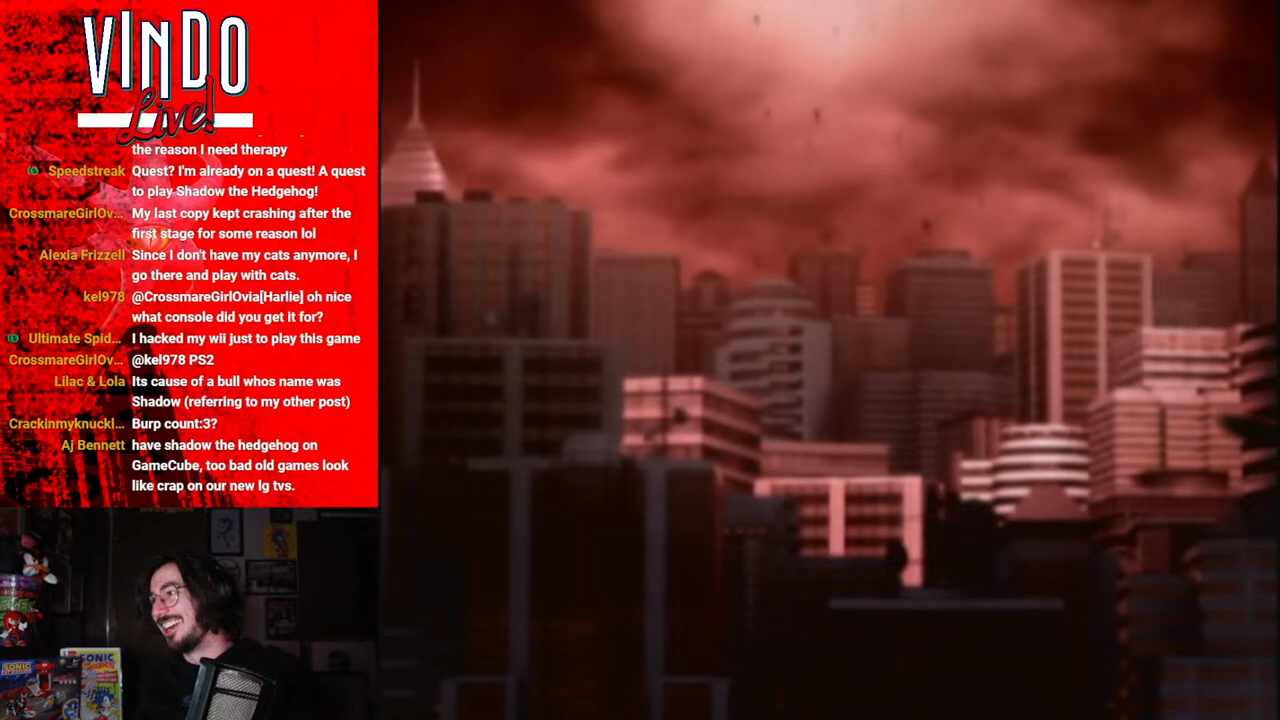 VINDO
Live!
the reason I need therapy
Speedstreak Quest? I'm already on a quest! A quest
to play Shadow the Hedgehog!
CrossmareGirlOv... My last copy kept crashing after the
first stage for some reason lol
Alexia Frizzell Since I don't have my cats anymore, I
go there and play with cats.
kel978 @CrossmareGirlOvia[Harlie] oh nice
what console did you get it for?
Ultimate Spid... I hacked my wii just to play this game
CrossmareGirlOv... @kel978 PS2
Lilac & Lola Its cause of a bull whos name was
Shadow (referring to my other post)
Crackinmyknuckl... Burp count:3?
Aj Bennett have shadow the hedgehog on
GameCube, too bad old games look
like crap on our new lg tvs.
SONIC
SONIC